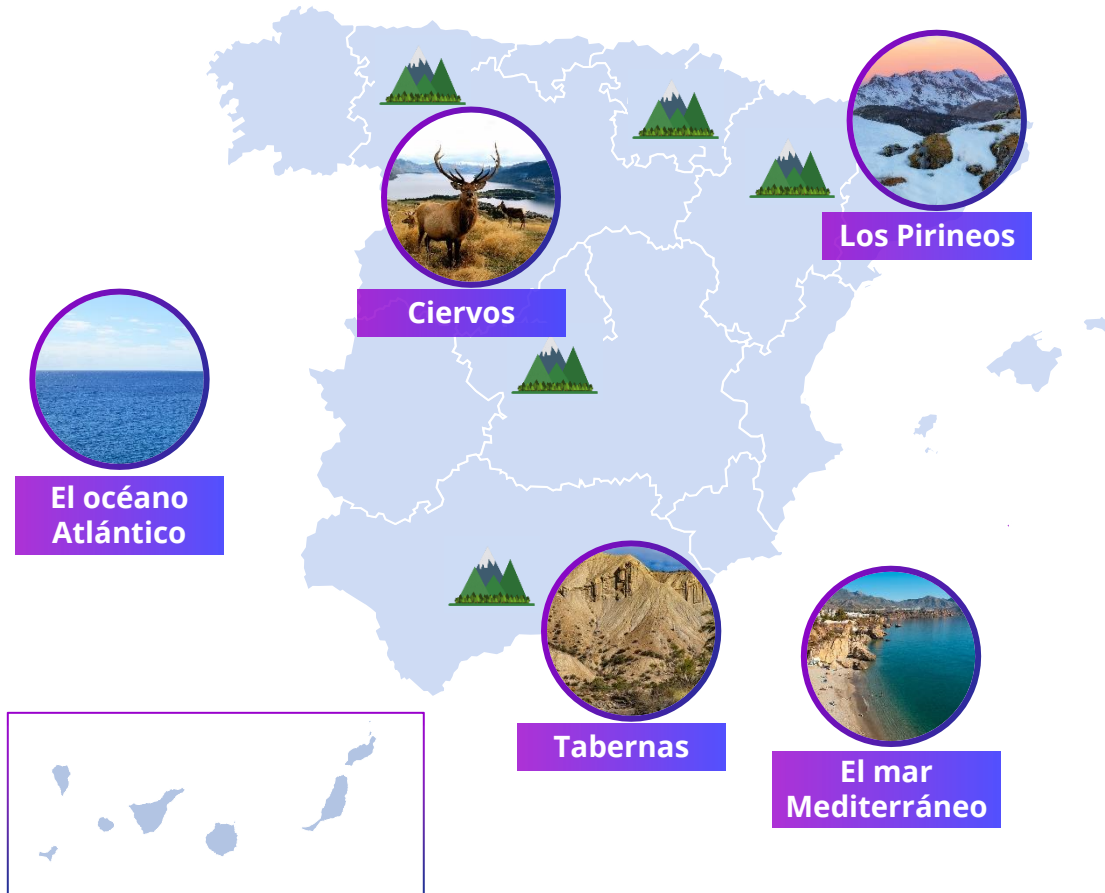 Los Pirineos
Ciervos
El océano
Atlántico
Tabernas
El mar
Mediterráneo